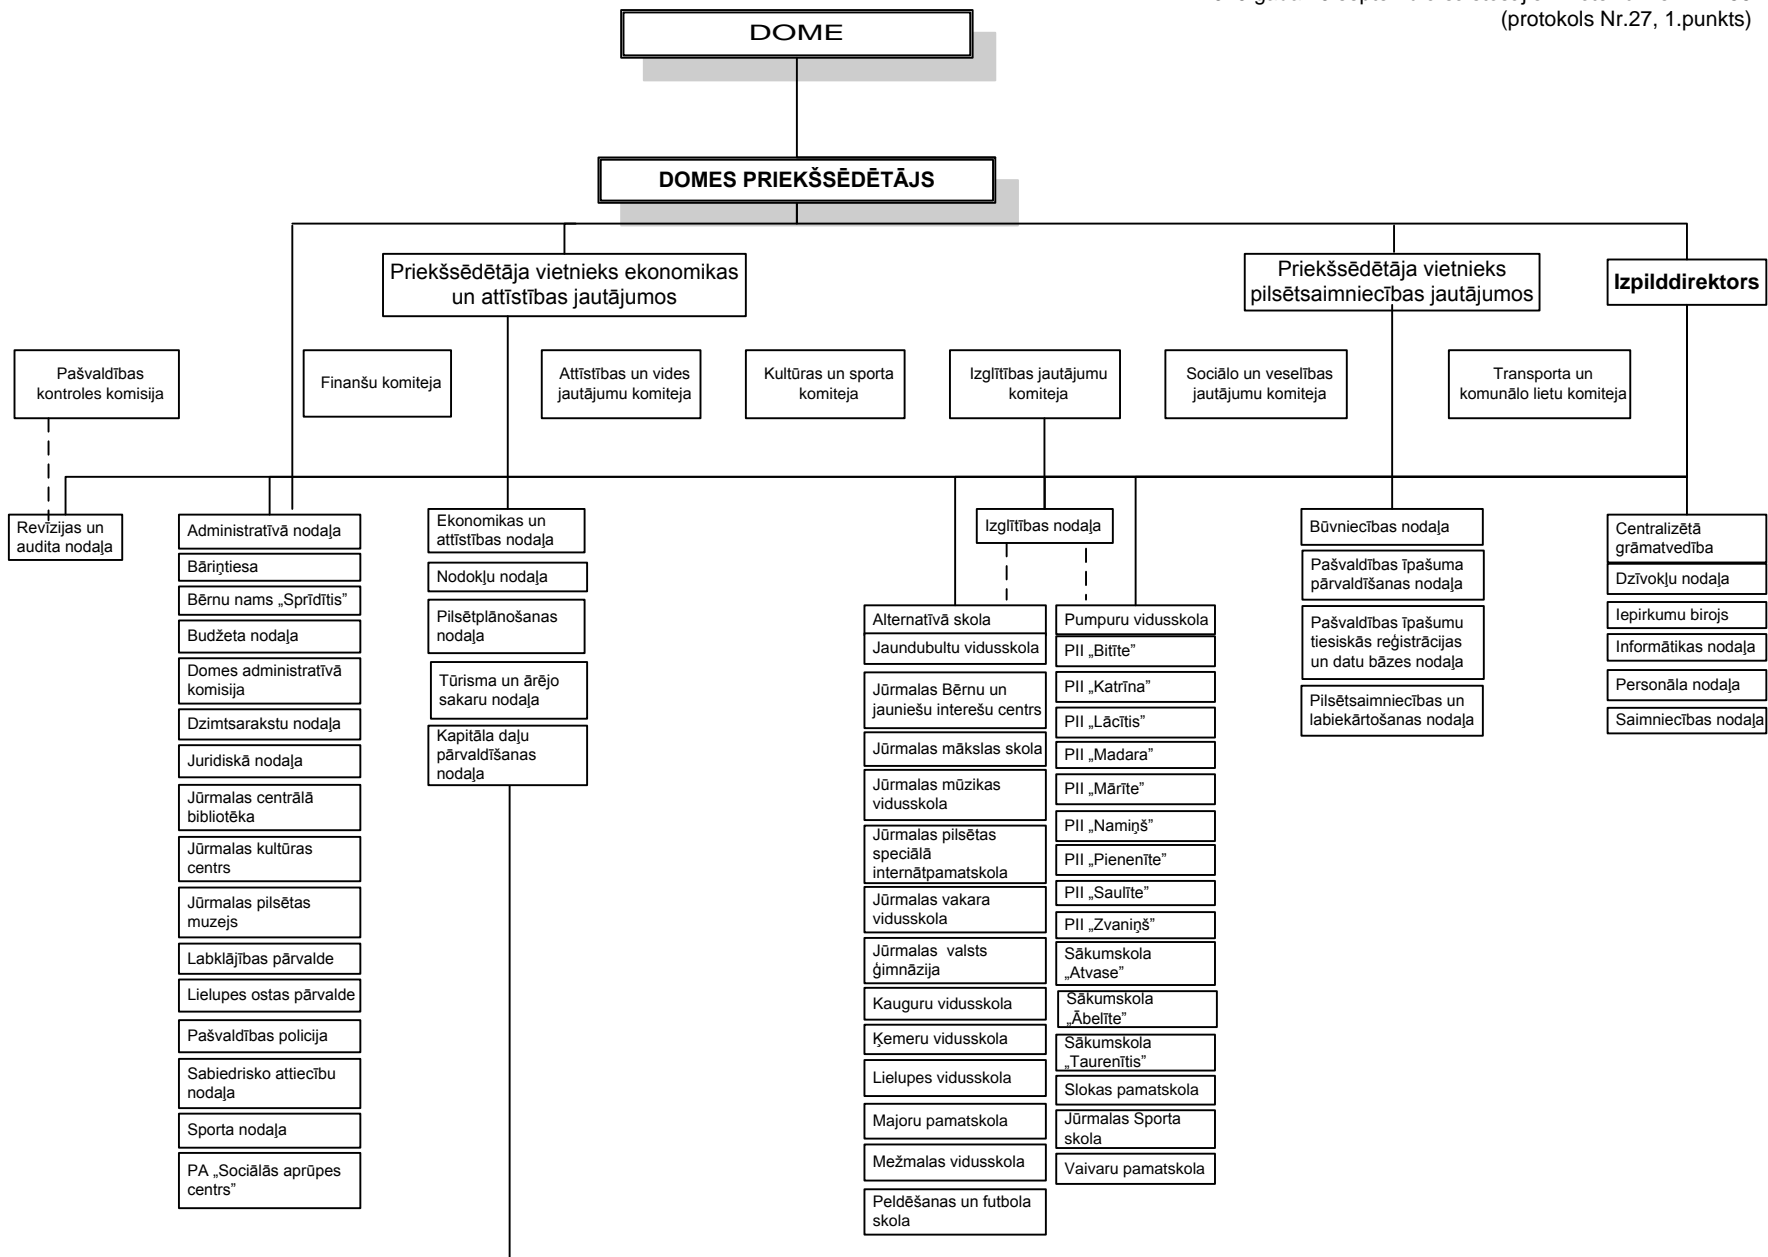 (protokols Nr.27, 1.punkts)
DOME
DOMES PRIEKŠSĒDĒTĀJS
Priekšsēdētāja vietnieks ekonomikas
un attīstības jautājumos
Priekšsēdētāja vietnieks
pilsētsaimniecības jautājumos
Izpilddirektors
Pašvaldības
kontroles komisija
Finanšu komiteja
Attīstības un vides
jautājumu komiteja
Kultūras un sporta
komiteja
Izglītības jautājumu
komiteja
Sociālo un veselības
jautājumu komiteja
Transporta un
komunālo lietu komiteja
Revīzijas un
audita nodaļa
Administratīvā nodaļa
Bāriņtiesa
Bērnu nams „Sprīdītis”
Budžeta nodaļa
Domes administratīvā
komisija
Dzimtsarakstu nodaļa
Juridiskā nodaļa
Jūrmalas centrālā
bibliotēka
Jūrmalas kultūras
centrs
Jūrmalas pilsētas
muzejs
Labklājības pārvalde
Lielupes ostas pārvalde
Pašvaldības policija
Sabiedrisko attiecību
nodaļa
Sporta nodaļa
PA „Sociālās aprūpes
centrs”
Ekonomikas un
attīstības nodaļa
Nodokļu nodaļa
Pilsētplānošanas
nodaļa
Tūrisma un ārējo
sakaru nodaļa
Kapitāla daļu
pārvaldīšanas
nodaļa
Izglītības nodaļa
Alternatīvā skola
Jaundubultu vidusskola
Jūrmalas Bērnu un
jauniešu interešu centrs
Jūrmalas mākslas skola
Jūrmalas mūzikas
vidusskola
Jūrmalas pilsētas
speciālā
internātpamatskola
Jūrmalas vakara
vidusskola
Jūrmalas  valsts
ģimnāzija
Kauguru vidusskola
Ķemeru vidusskola
Lielupes vidusskola
Majoru pamatskola
Mežmalas vidusskola
Peldēšanas un futbola
skola
Pumpuru vidusskola
PII „Bitīte”
PII „Katrīna”
PII „Lācītis”
PII „Madara”
PII „Mārīte”
PII „Namiņš”
PII „Pienenīte”
PII „Saulīte”
PII „Zvaniņš”
Sākumskola
„Atvase”
Sākumskola
„Ābelīte”
Sākumskola
„Taurenītis”
Slokas pamatskola
Jūrmalas Sporta
skola
Vaivaru pamatskola
Būvniecības nodaļa
Pašvaldības īpašuma
pārvaldīšanas nodaļa
Pašvaldības īpašumu
tiesiskās reģistrācijas
un datu bāzes nodaļa
Pilsētsaimniecības un
labiekārtošanas nodaļa
Centralizētā
grāmatvedība
Dzīvokļu nodaļa
Iepirkumu birojs
Informātikas nodaļa
Personāla nodaļa
Saimniecības nodaļa